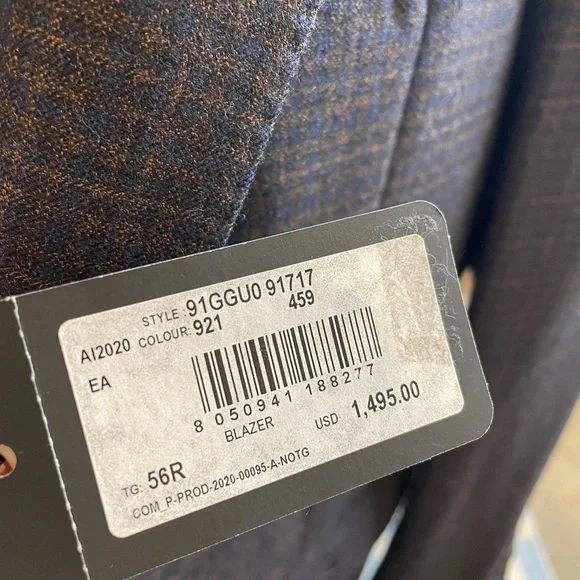 STYLE: 91GGU0 91717
AI2020 COLOUR: 921 459
EA
8 050941 188277
BLAZER USD 1,495.00
TG. 56R
COM_P-PROD-2020-00095-A-NOTG